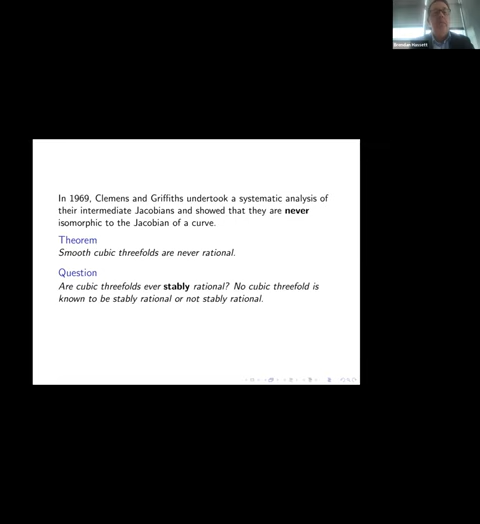 Brendan Hassett
In 1969, Clemens and Griffiths undertook a systematic analysis of
their intermediate Jacobians and showed that they are never
isomorphic to the Jacobian of a curve.
Theorem
Smooth cubic threefolds are never rational.
Question
Are cubic threefolds ever stably rational? No cubic threefold is
known to be stably rational or not stably rational.